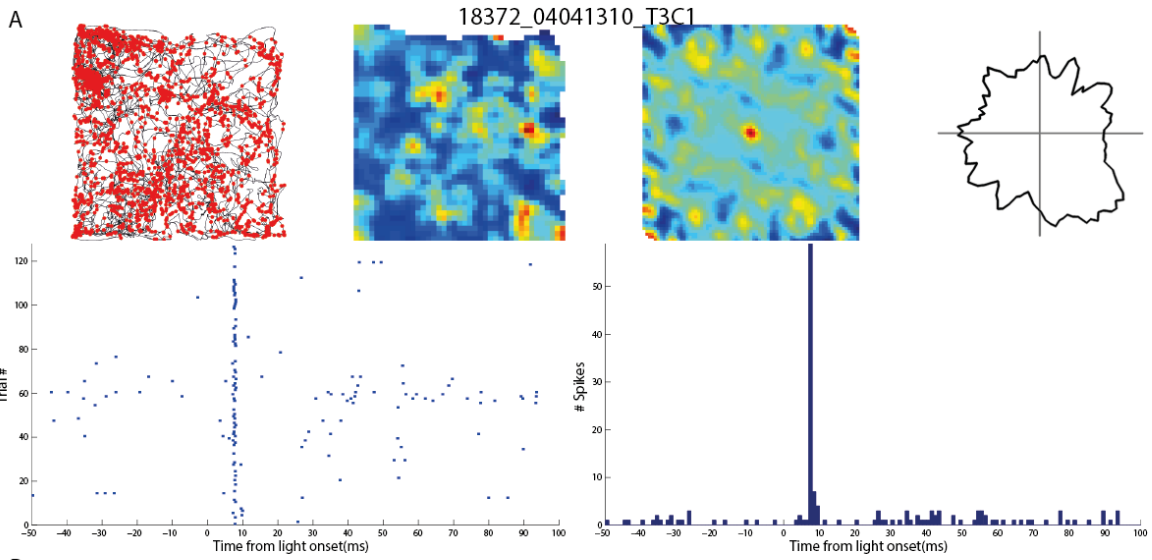 A
18372_04041310_T3C1
120
100
80
60
40
20
0
Trial #
−50 −40 −30 −20 −10 0 10 20 30 40 50 60 70 80 90 100
Time from light onset(ms)
50
40
30
20
10
0
# Spikes
−50 −40 −30 −20 −10 0 10 20 30 40 50 60 70 80 90 100
Time from light onset(ms)